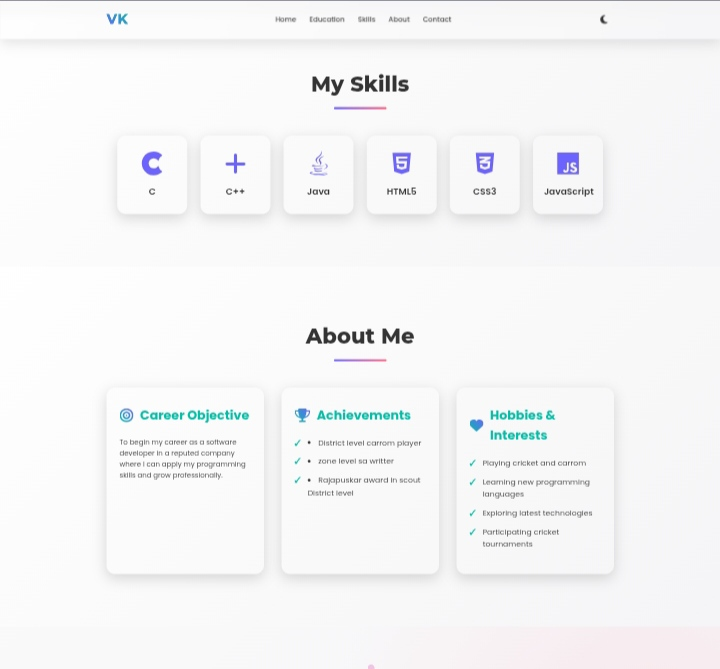 VK
Home Education Skills About Contact
My Skills
C
C++
Java
HTML5
CSS3
JS
JavaScript
About Me
Career Objective
To begin my career as a software
developer in a reputed company
where i can apply my programming
skills and grow professionally.
Achievements
✓ • District level carrom player
✓ • zone level sa writter
✓ • Rajapuskar award in scout
District level
Hobbies &
Interests
✓ Playing cricket and carrom
✓ Learning new programming
languages
✓ Exploring latest technologies
✓ Participating cricket
tournaments